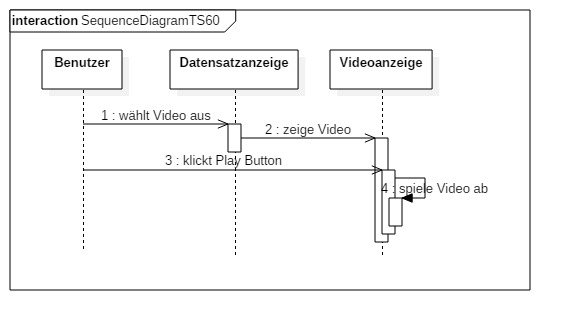 interaction SequenceDiagramTS60
Benutzer
Datensatzanzeige
Videoanzeige
1 : wählt Video aus
2 : zeige Video
3 : klickt Play Button
4 : spiele Video ab